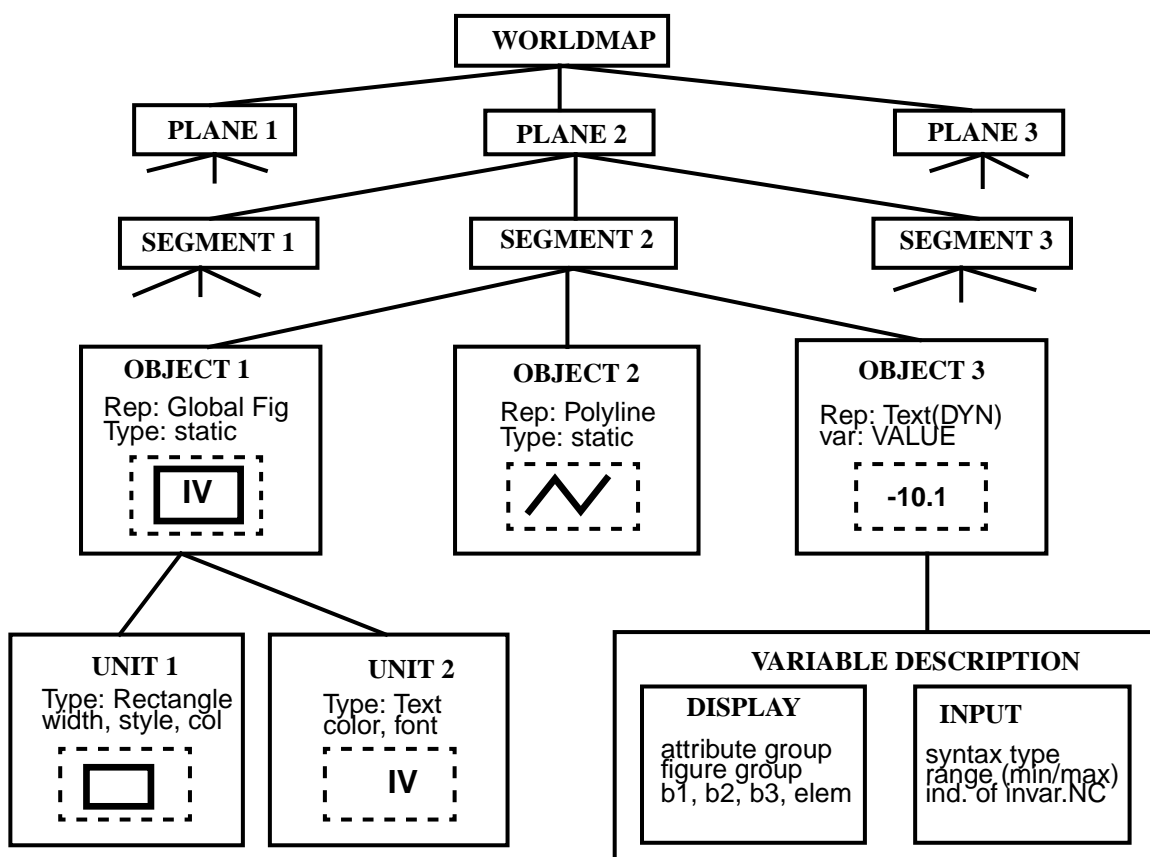 WORLDMAP
PLANE 1
PLANE 2
PLANE 3
SEGMENT 1
SEGMENT 2
SEGMENT 3
OBJECT 1
Rep: Global Fig
Type: static
IV
OBJECT 2
Rep: Polyline
Type: static
OBJECT 3
Rep: Text(DYN)
var: VALUE
-10.1
UNIT 1
Type: Rectangle
width, style, col
UNIT 2
Type: Text
color, font
IV
VARIABLE DESCRIPTION
DISPLAY
attribute group
figure group
b1, b2, b3, elem
INPUT
syntax type
range (min/max)
ind. of invar.NC